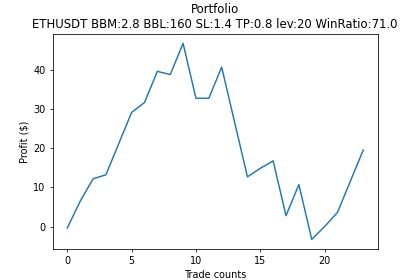 Portfolio
ETHUSDT BBM:2.8 BBL:160 SL:1.4 TP:0.8 lev:20 WinRatio:71.0
40
30
20
10
0
Profit ($)
0 5 10 15 20
Trade counts